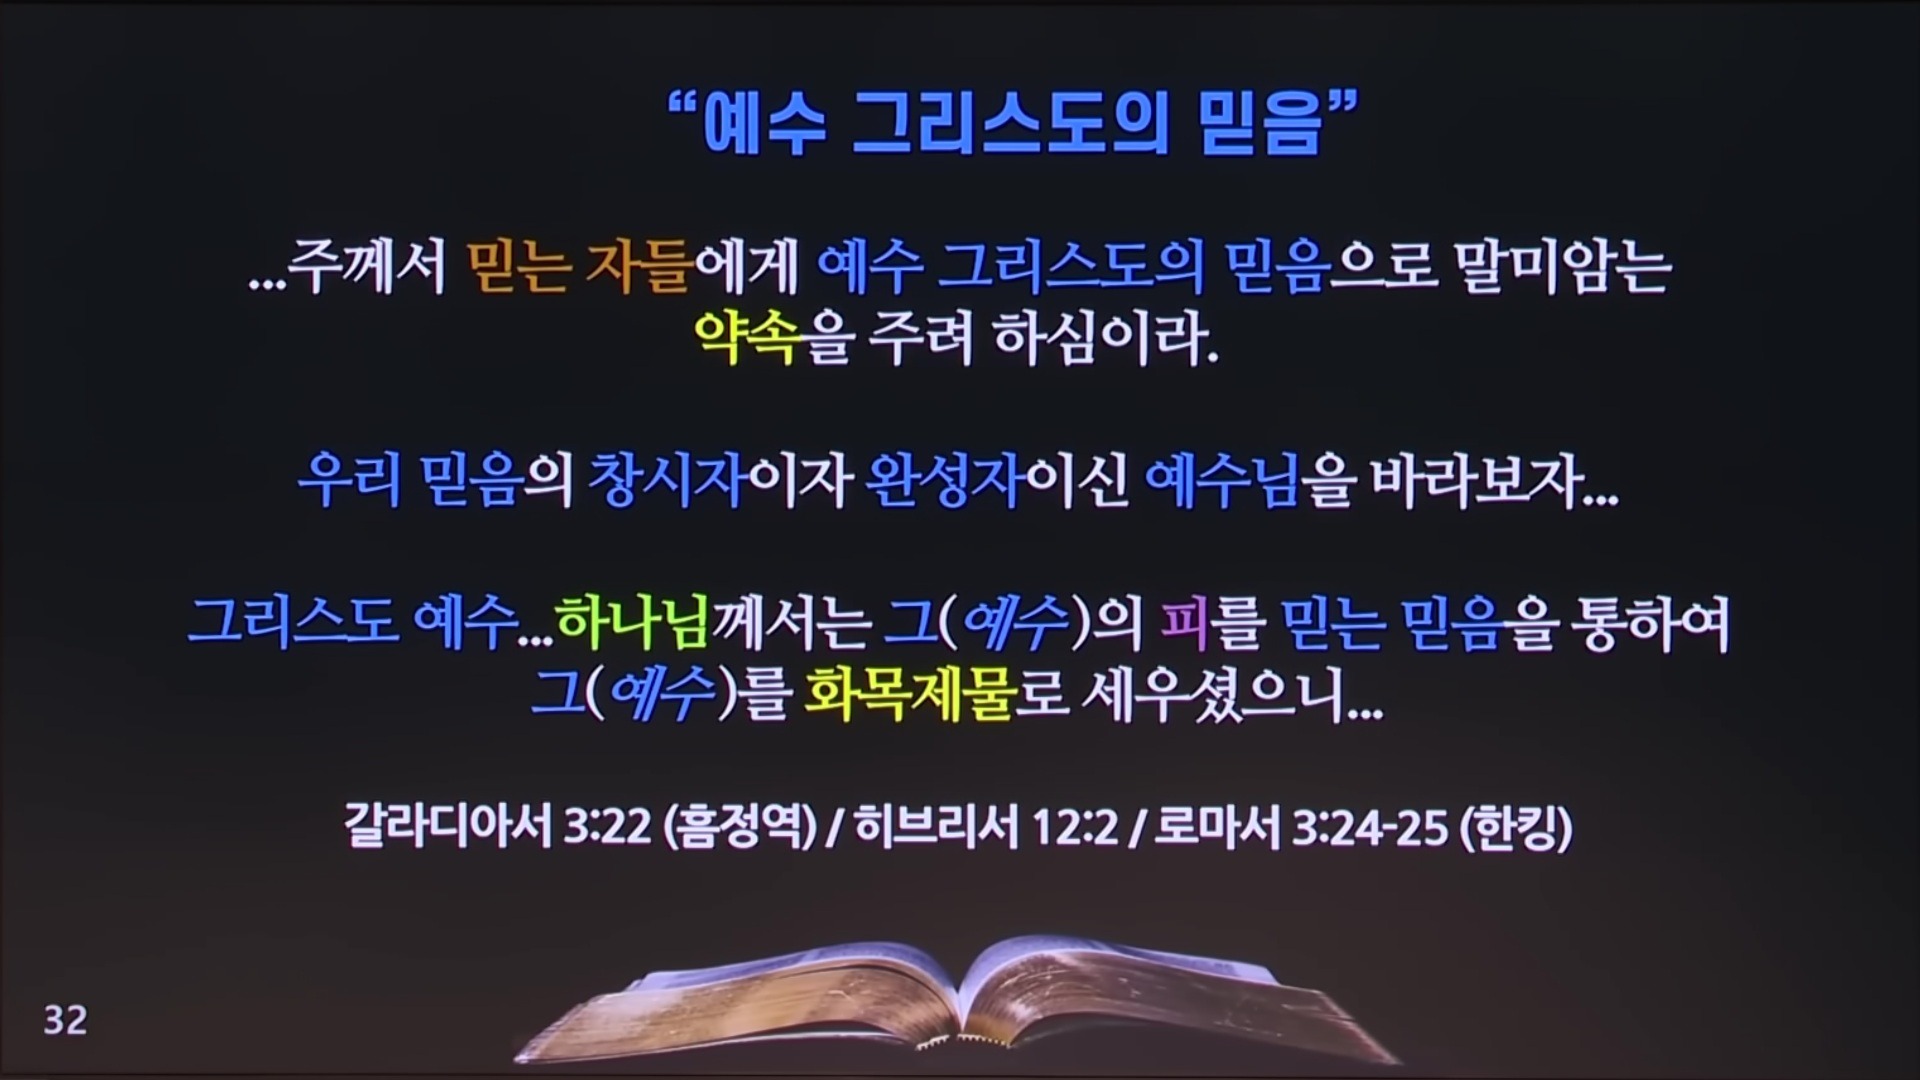 “예수 그리스도의 믿음”
...주께서 믿는 자들에게 예수 그리스도의 믿음으로 말미암는
약속을 주려 하심이라.
우리 믿음의 창시자이자 완성자이신 예수님을 바라보자...
그리스도 예수...하나님께서는 그(예수)의 피를 믿는 믿음을 통하여
그(예수)를 화목제물로 세우셨으니...
갈라디아서 3:22 (흠정역) / 히브리서 12:2 / 로마서 3:24-25 (한킹)
32